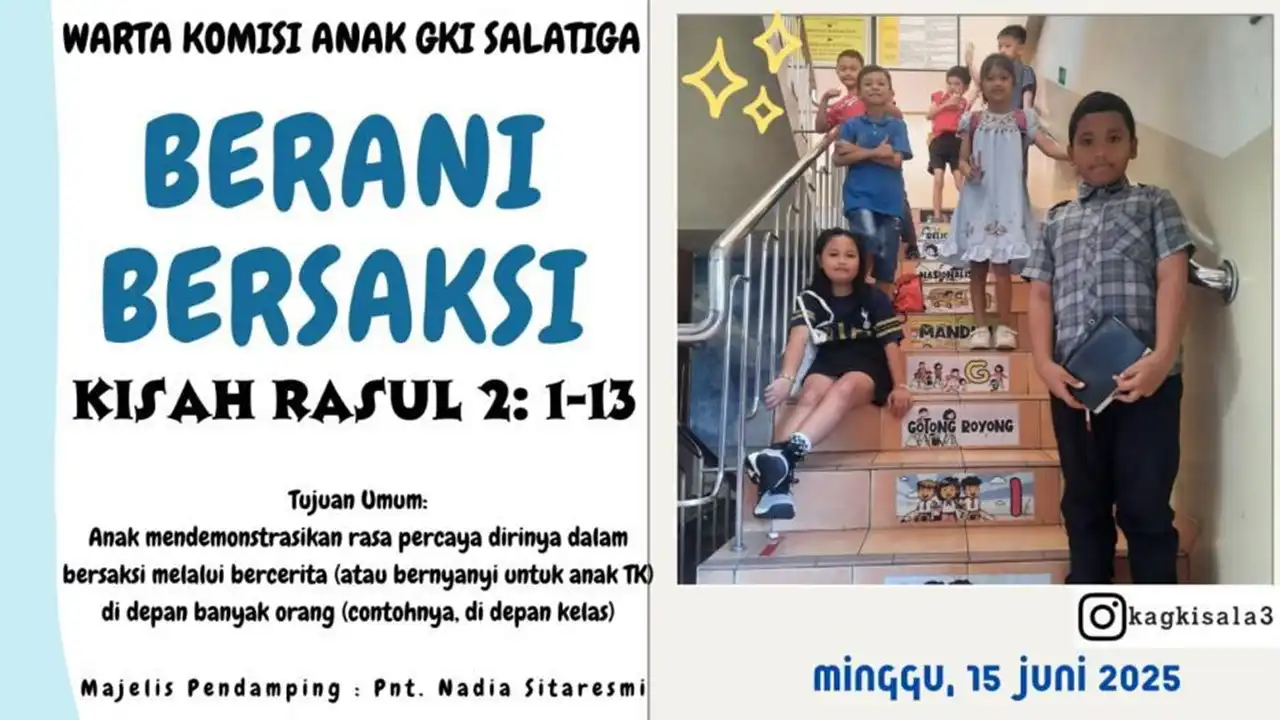 WARTA KOMISI ANAK GKI SALATIGA
BERANI
BERSAKSI
KISAH RASUL 2: 1-13
Tujuan Umum:
Anak mendemonstrasikan rasa percaya dirinya dalam
bersaksi melalui bercerita (atau bernyanyi untuk anak TK)
di depan banyak orang (contohnya, di depan kelas)
Majelis Pendamping : Pnt. Nadia Sitaresmi
NASIONALIS
G
GOTONG ROYONG
I
kagkisala3
minggu, 15 juni 2025